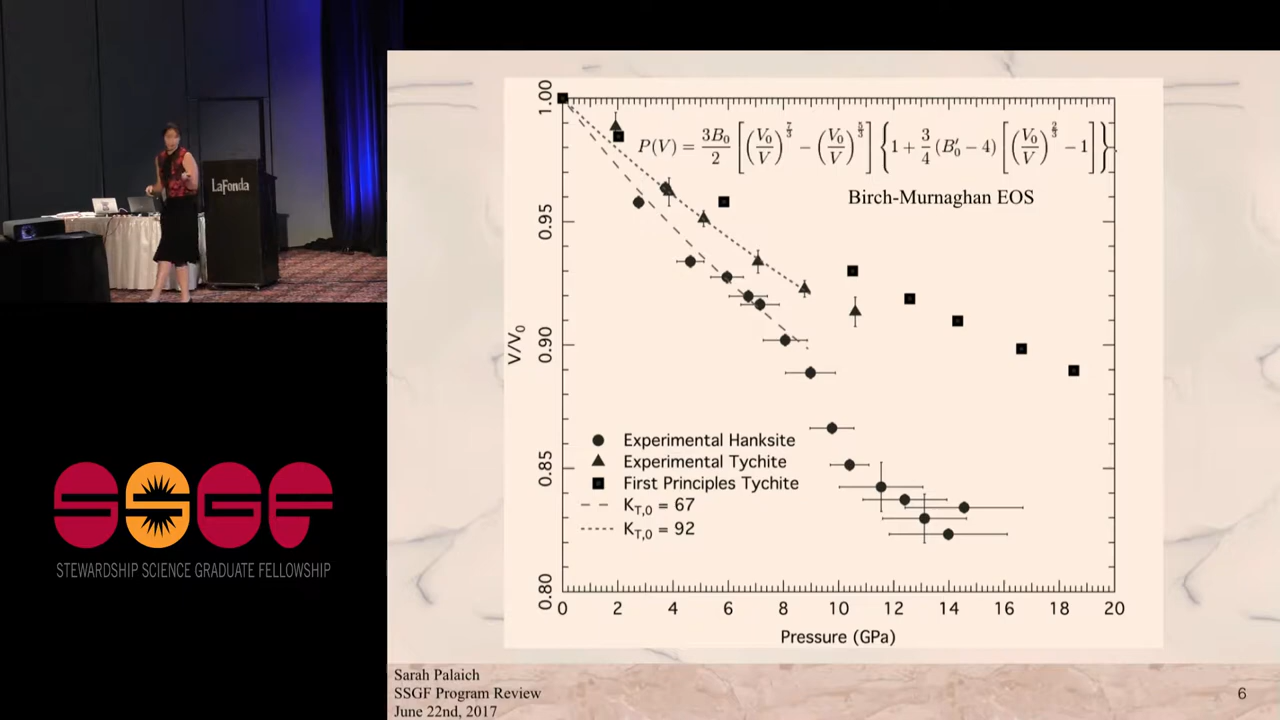 LaFonda
SSGF
STEWARDSHIP SCIENCE GRADUATE FELLOWSHIP
P(V) = 3B₀/2 [(V₀/V)^(7/3) − (V₀/V)^(5/3)] {1 + 3/4 (B₀′ − 4) [(V₀/V)^(2/3) − 1]}.
Birch-Murnaghan EOS
V/V₀
1.00
0.95
0.90
0.85
0.80
Experimental Hanksite
Experimental Tychite
First Principles Tychite
K_T,0 = 67
K_T,0 = 92
0 2 4 6 8 10 12 14 16 18 20
Pressure (GPa)
Sarah Palaich
SSGF Program Review
June 22nd, 2017
6